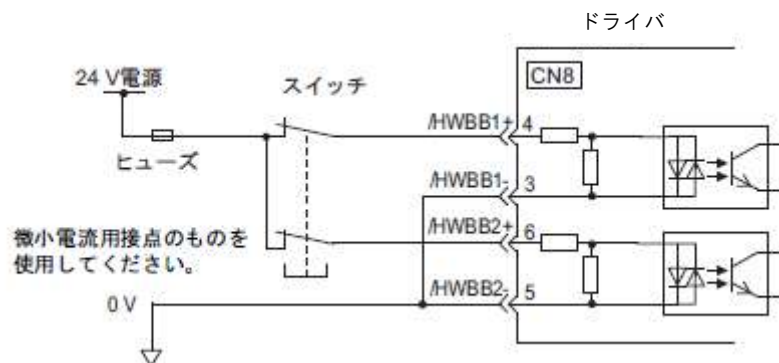 ドライバ
24 V電源
スイッチ
CN8
ヒューズ
/HWBB1+ 4
/HWBB1- 3
微小電流用接点のものを
使用してください。
/HWBB2+ 6
0 V
/HWBB2- 5